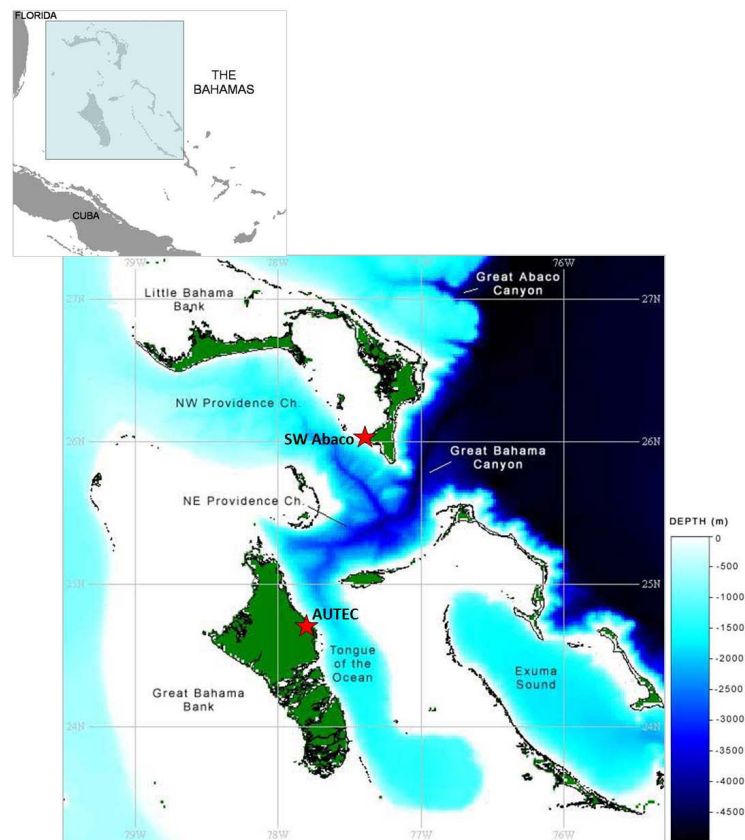 FLORIDA
THE
BAHAMAS
CUBA
79W
78W
77W
76W
Great Abaco
Canyon
27N
27N
Little Bahama
Bank
NW Providence Ch.
SW Abaco
26N
26N
Great Bahama
Canyon
NE Providence Ch.
DEPTH (m)
0
-500
-1000
-1500
-2000
-2500
-3000
-3500
-4000
-4500
25N
25N
AUTEC
Tongue
of the
Ocean
Exuma
Sound
Great Bahama
Bank
24N
24N
79W
78W
77W
76W